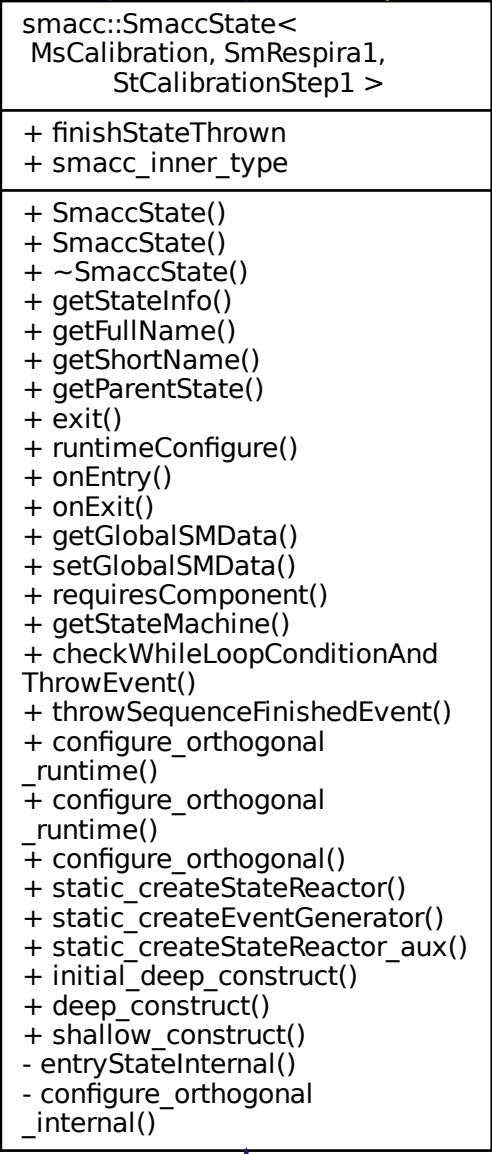 smacc::SmaccState<
MsCalibration, SmRespira1,
StCalibrationStep1 >
+ finishStateThrown
+ smacc_inner_type
+ SmaccState()
+ SmaccState()
+ ~SmaccState()
+ getStateInfo()
+ getFullName()
+ getShortName()
+ getParentState()
+ exit()
+ runtimeConfigure()
+ onEntry()
+ onExit()
+ getGlobalSMData()
+ setGlobalSMData()
+ requiresComponent()
+ getStateMachine()
+ checkWhileLoopConditionAnd
ThrowEvent()
+ throwSequenceFinishedEvent()
+ configure_orthogonal
_runtime()
+ configure_orthogonal
_runtime()
+ configure_orthogonal()
+ static_createStateReactor()
+ static_createEventGenerator()
+ static_createStateReactor_aux()
+ initial_deep_construct()
+ deep_construct()
+ shallow_construct()
- entryStateInternal()
- configure_orthogonal
_internal()